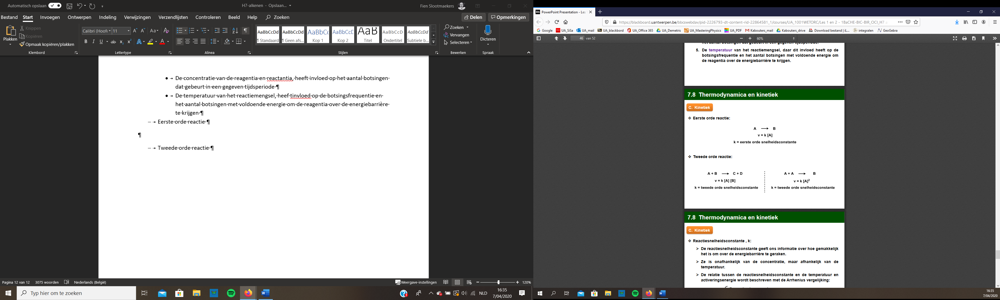 Automatisch opslaan
H7-alkenen - Opslaan...
Fien Slootmaekers
Bestand Start Invoegen Ontwerpen Indeling Verwijzingen Verzendlijsten Controleren Beeld Help Zoeken
Delen Opmerkingen
Plakken
Knippen
Kopiëren
Opmaak kopiëren/plakken
Klembord
Calibri (Hoofd 11
Lettertype
Alinea
AaBbCcDd AaBbCcDd AaBbCc AaBbCcD AaB AaBbCcD AaBbCcDd
¶ Standaard ¶ Geen afs... Kop 1 Kop 2 Titel Ondertitel Subtiele b...
Stijlen
Zoeken
Vervangen
Selecteren
Bewerken
Dicteren
Spraak
● → De·concentratie·van·de·reagentia·en·reactantia,·heeft·invloed·op·het·aantal·botsingen·
dat·gebeurt·in·een·gegeven·tijdsperiode·¶
● → De·temperatuur·van·het·reactiemengsel,·heef·tinvloed·op·de·botsingsfrequentie·en·
het·aantal·botsingen·met·voldoende·energie·om·de·reagentia·over·de·energiebarrière·
te·krijgen·¶
– → Eerste·orde·reactie·¶
¶
– → Tweede·orde·reactie·¶
Pagina 12 van 12 3075 woorden Nederlands (België)
Weergave-instellingen
120%
Typ hier om te zoeken
NLD
16:35
7/04/2020
PowerPoint Presentation - Les
https://blackboard.uantwerpen.be/bbcswebdav/pid-2226793-dt-content-rid-22864581_1/courses/UA_1001WETORC/Les 1 en 2 - 1BaCHE-BIC-BIR_OCI_H7
Google UA_SiSa UA_mail UA_blackbord UA_Office 365 UA_Demetris UA_MasteringPhysics UA_PDF Kabouters_mail Kabouters_drive Download bestand | iL... integralen GeoGebra
46 van 52
60%
het aantal botsingen dat gebeurt in een gegeven tijdsperiode.
5. De temperatuur van het reactiemengsel, daar dit invloed heeft op de
botsingsfrequentie en het aantal botsingen met voldoende energie om
de reagentia over de energiebarrière te krijgen.
7.8 Thermodynamica en kinetiek
C. Kinetiek
❖ Eerste orde reactie:
A → B
v = k [A]
k = eerste orde snelheidsconstante
❖ Tweede orde reactie:
A + B → C + D
v = k [A] [B]
k = tweede orde snelheidsconstante
A + A → B
v = k [A]²
k = tweede orde snelheidsconstante
7.8 Thermodynamica en kinetiek
C. Kinetiek
❖ Reactiesnelheidsconstante , k:
➢ De reactiesnelheidsconstante geeft ons informatie over hoe gemakkelijk
het is om over de energiebarrière te geraken.
➢ Ze is onafhankelijk van de concentratie, maar afhankelijk van de
temperatuur.
➢ De relatie tussen de reactiesnelheidsconstante en de temperatuur en
activeringsenergie wordt beschreven met de Arrhenius vergelijking:
16:35
7/04/2020